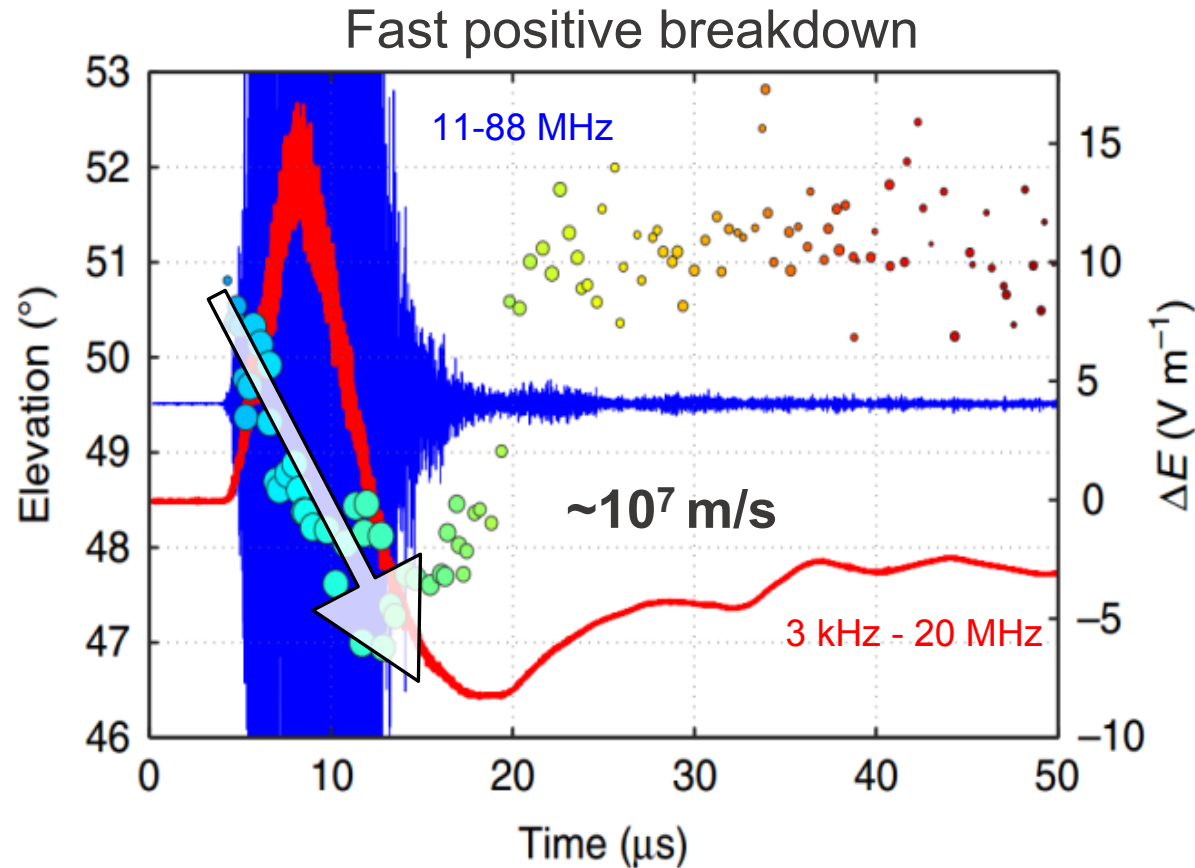 Fast positive breakdown
11-88 MHz
53
52
51
50
49
48
47
46
Elevation (°)
15
10
5
0
–5
–10
ΔE (V m⁻¹)
~10⁷ m/s
3 kHz - 20 MHz
0 10 20 30 40 50
Time (μs)